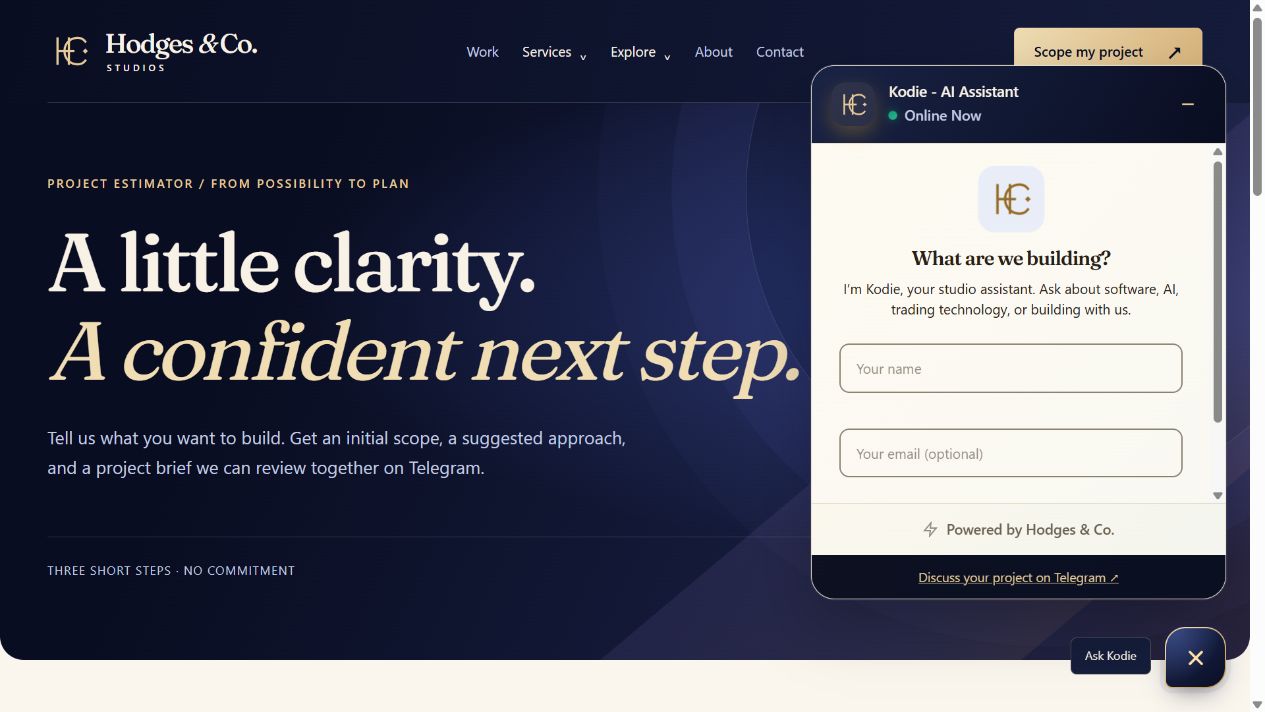 Hodges & Co.
STUDIOS
Work
Services
Explore
About
Contact
Scope my project ↗
PROJECT ESTIMATOR / FROM POSSIBILITY TO PLAN
A little clarity.
A confident next step.
Tell us what you want to build. Get an initial scope, a suggested approach,
and a project brief we can review together on Telegram.
THREE SHORT STEPS · NO COMMITMENT
Kodie - AI Assistant
Online Now
What are we building?
I'm Kodie, your studio assistant. Ask about software, AI,
trading technology, or building with us.
Your name
Your email (optional)
Powered by Hodges & Co.
Discuss your project on Telegram ↗
Ask Kodie